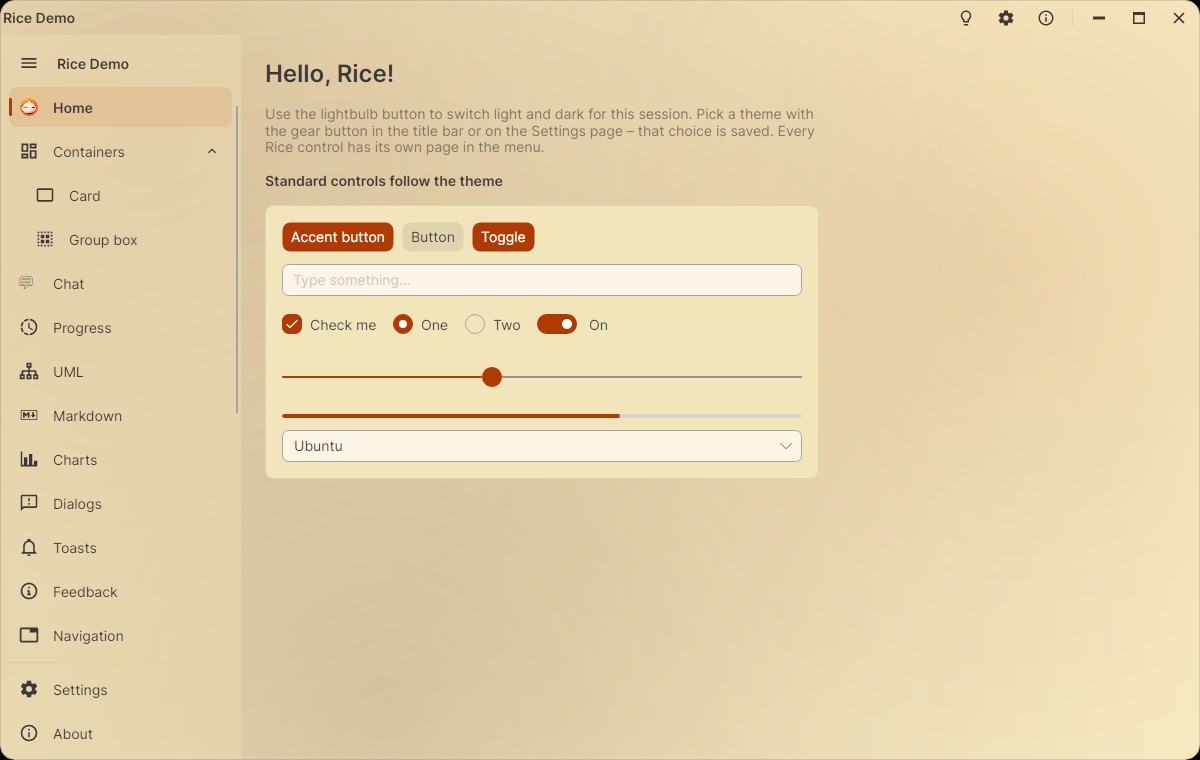 Rice Demo
Rice Demo
Home
Containers
Card
Group box
Chat
Progress
UML
Markdown
Charts
Dialogs
Toasts
Feedback
Navigation
Settings
About
Hello, Rice!
Use the lightbulb button to switch light and dark for this session. Pick a theme with
the gear button in the title bar or on the Settings page – that choice is saved. Every
Rice control has its own page in the menu.
Standard controls follow the theme
Accent button Button Toggle
Type something...
Check me One Two On
Ubuntu